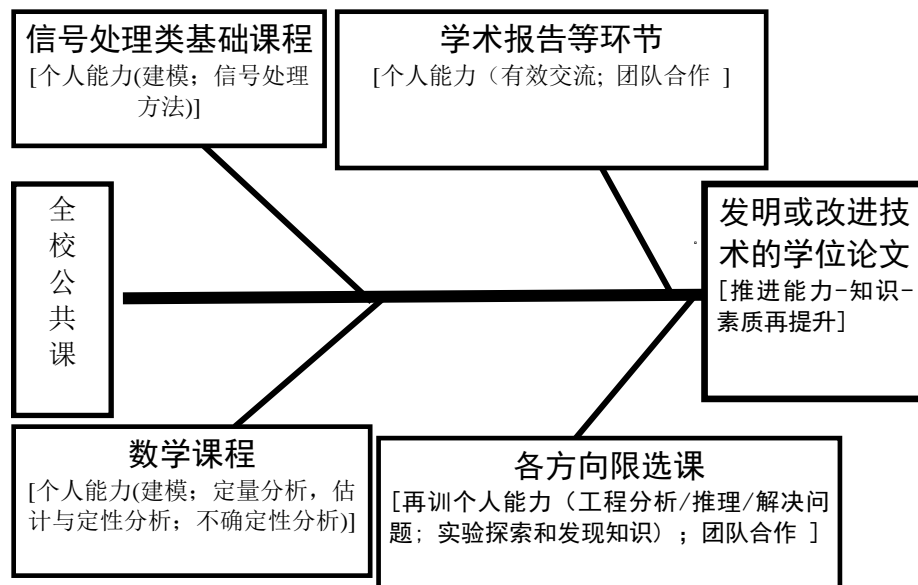 信号处理类基础课程
[个人能力(建模；信号处理
方法)]
学术报告等环节
[个人能力（有效交流; 团队合作 ]
全
校
公
共
课
发明或改进技
术的学位论文
[推进能力-知识-
素质再提升]
数学课程
[个人能力(建模；定量分析，估
计与定性分析；不确定性分析)]
各方向限选课
[再训个人能力（工程分析/推理/解决问
题; 实验探索和发现知识）；团队合作 ]